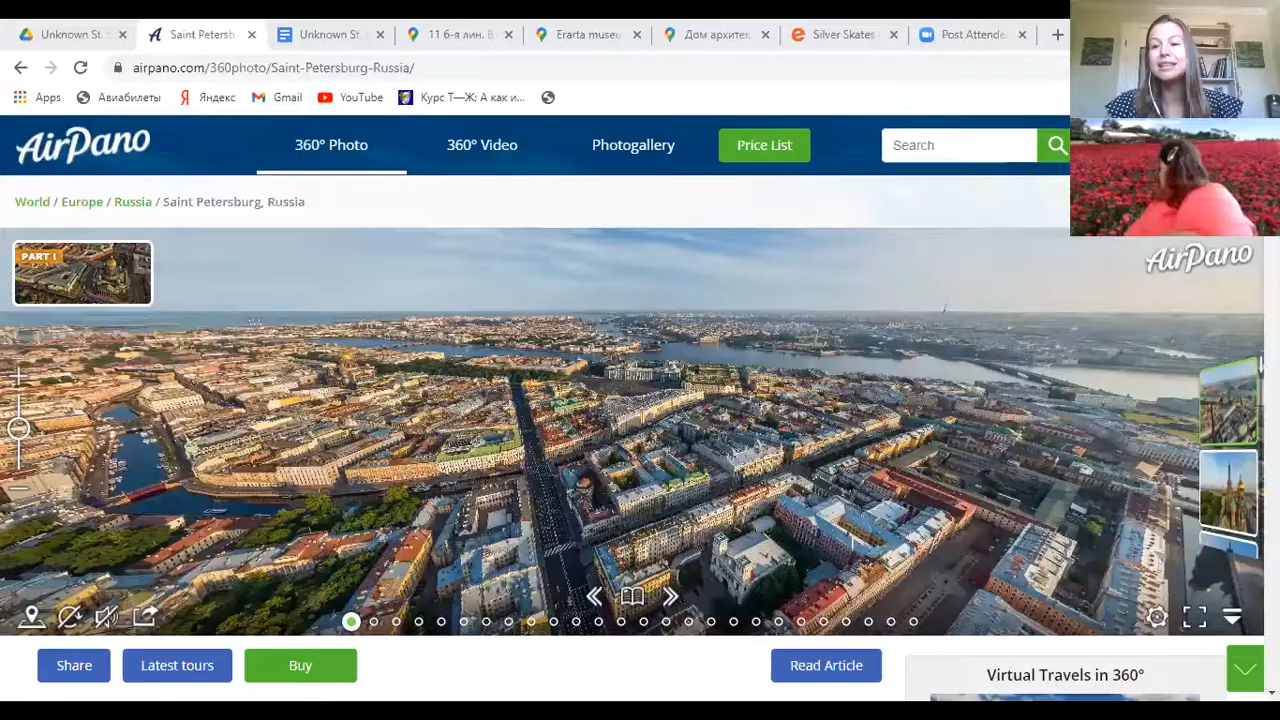 Unknown St.
Saint Petersb
Unknown St
11 6-я лин. В
Erarta museu
Дом архитек
Silver Skates
Post Attende
airpano.com/360photo/Saint-Petersburg-Russia/
Apps
Авиабилеты
Яндекс
Gmail
YouTube
Курс Т—Ж: А как и...
AirPano
360° Photo
360° Video
Photogallery
Price List
Search
World / Europe / Russia / Saint Petersburg, Russia
PART I
AirPano
Share
Latest tours
Buy
Read Article
Virtual Travels in 360°